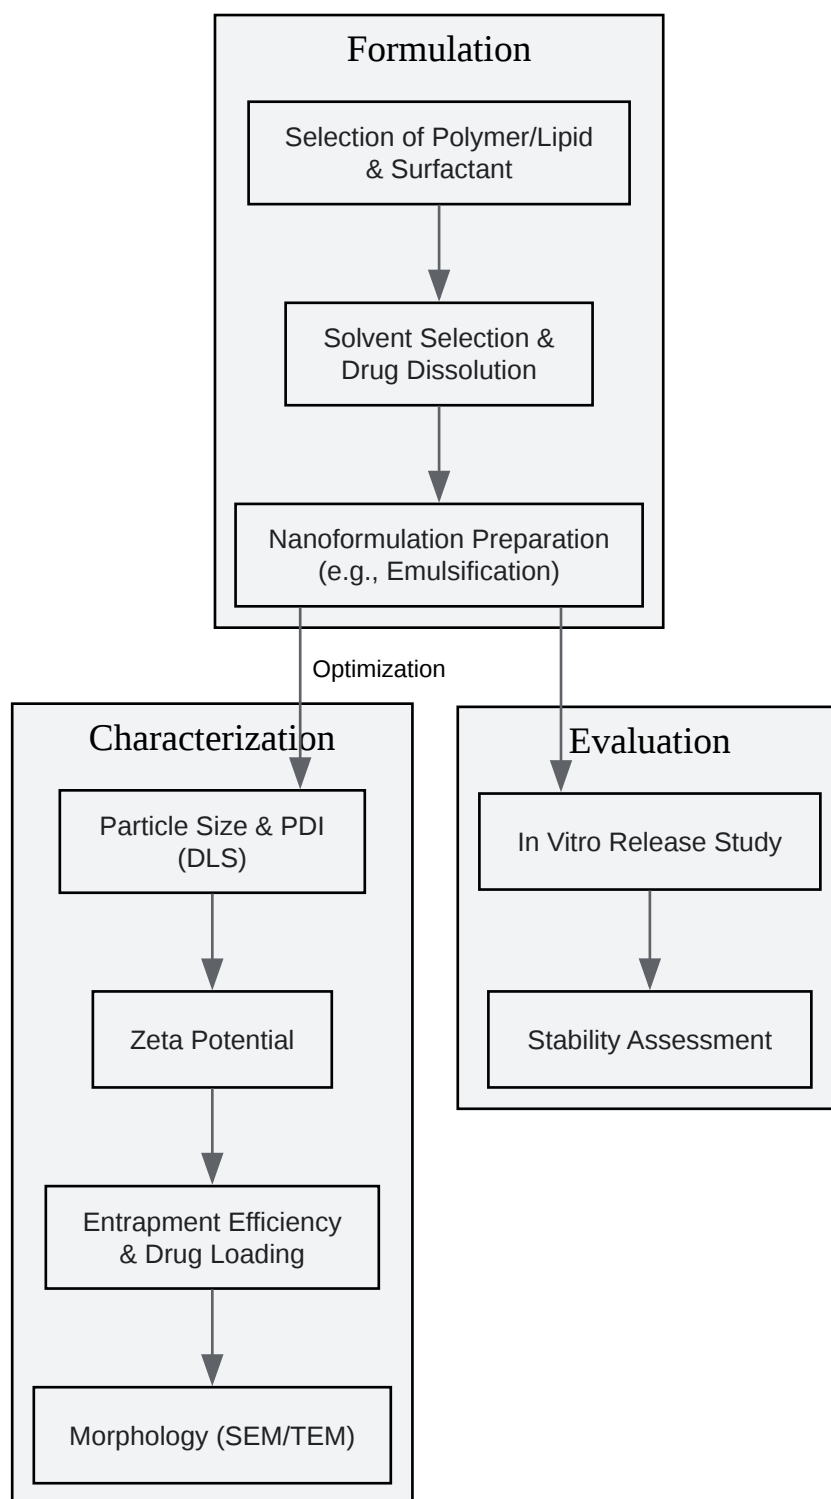 Formulation
Selection of Polymer/Lipid
& Surfactant
Solvent Selection &
Drug Dissolution
Nanoformulation Preparation
(e.g., Emulsification)
Optimization
Characterization
Particle Size & PDI
(DLS)
Zeta Potential
Entrapment Efficiency
& Drug Loading
Morphology (SEM/TEM)
Evaluation
In Vitro Release Study
Stability Assessment